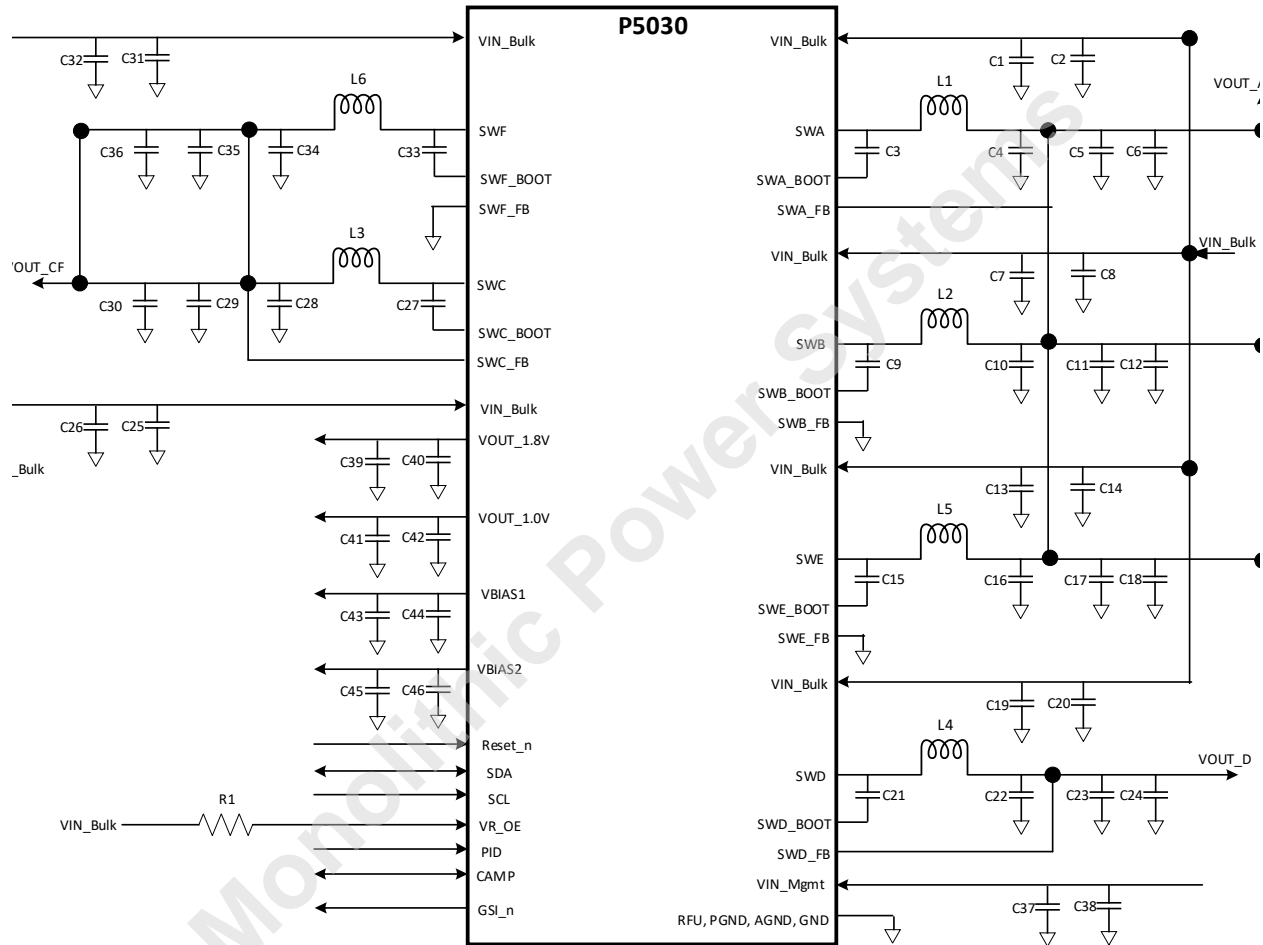 P5030
VIN_Bulk
C32
C31
L6
SWF
C36
C35
C34
C33
SWF_BOOT
SWF_FB
L3
VOUT_CF
SWC
C30
C29
C28
C27
SWC_BOOT
SWC_FB
VIN_Bulk
C26
C25
VOUT_1.8V
C39
C40
_Bulk
VOUT_1.0V
C41
C42
VBIAS1
C43
C44
VBIAS2
C45
C46
Reset_n
SDA
SCL
R1
VIN_Bulk
VR_OE
PID
CAMP
GSI_n
VIN_Bulk
C1
C2
L1
VOUT_A
SWA
C3
C4
C5
C6
SWA_BOOT
SWA_FB
VIN_Bulk
VIN_Bulk
C7
C8
L2
SWB
C9
C10
C11
C12
SWB_BOOT
SWB_FB
VIN_Bulk
C13
C14
L5
SWE
C15
C16
C17
C18
SWE_BOOT
SWE_FB
VIN_Bulk
C19
C20
L4
VOUT_D
SWD
C21
C22
C23
C24
SWD_BOOT
SWD_FB
VIN_Mgmt
C37
C38
RFU, PGND, AGND, GND
Monolithic Power Systems